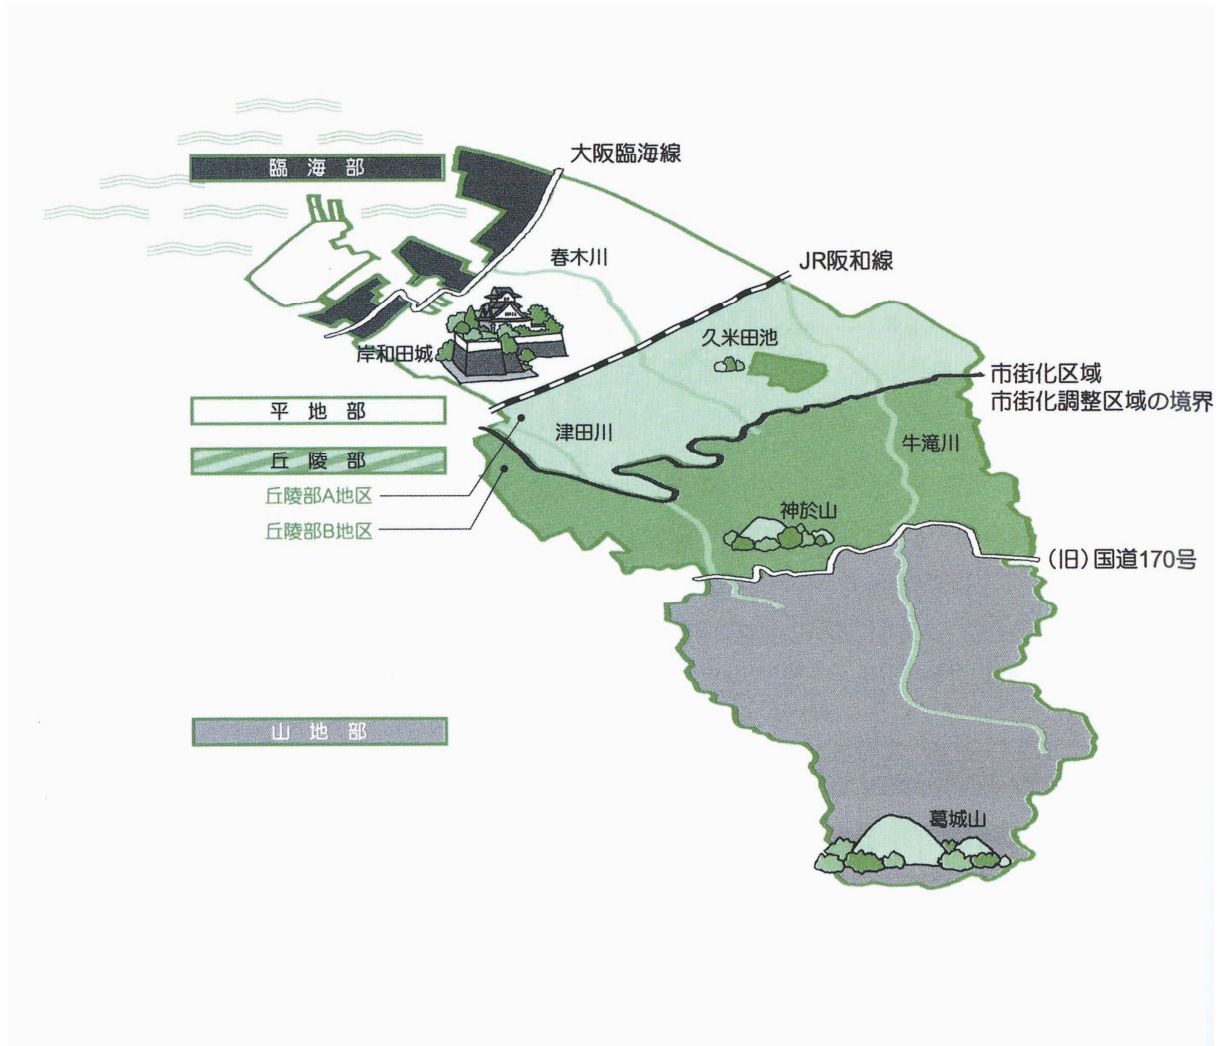 大阪臨海線
臨海部
春木川
JR阪和線
久米田池
岸和田城
市街化区域
市街化調整区域の境界
平地部
津田川
牛滝川
丘陵部
丘陵部A地区
神於山
丘陵部B地区
(旧)国道170号
山地部
葛城山